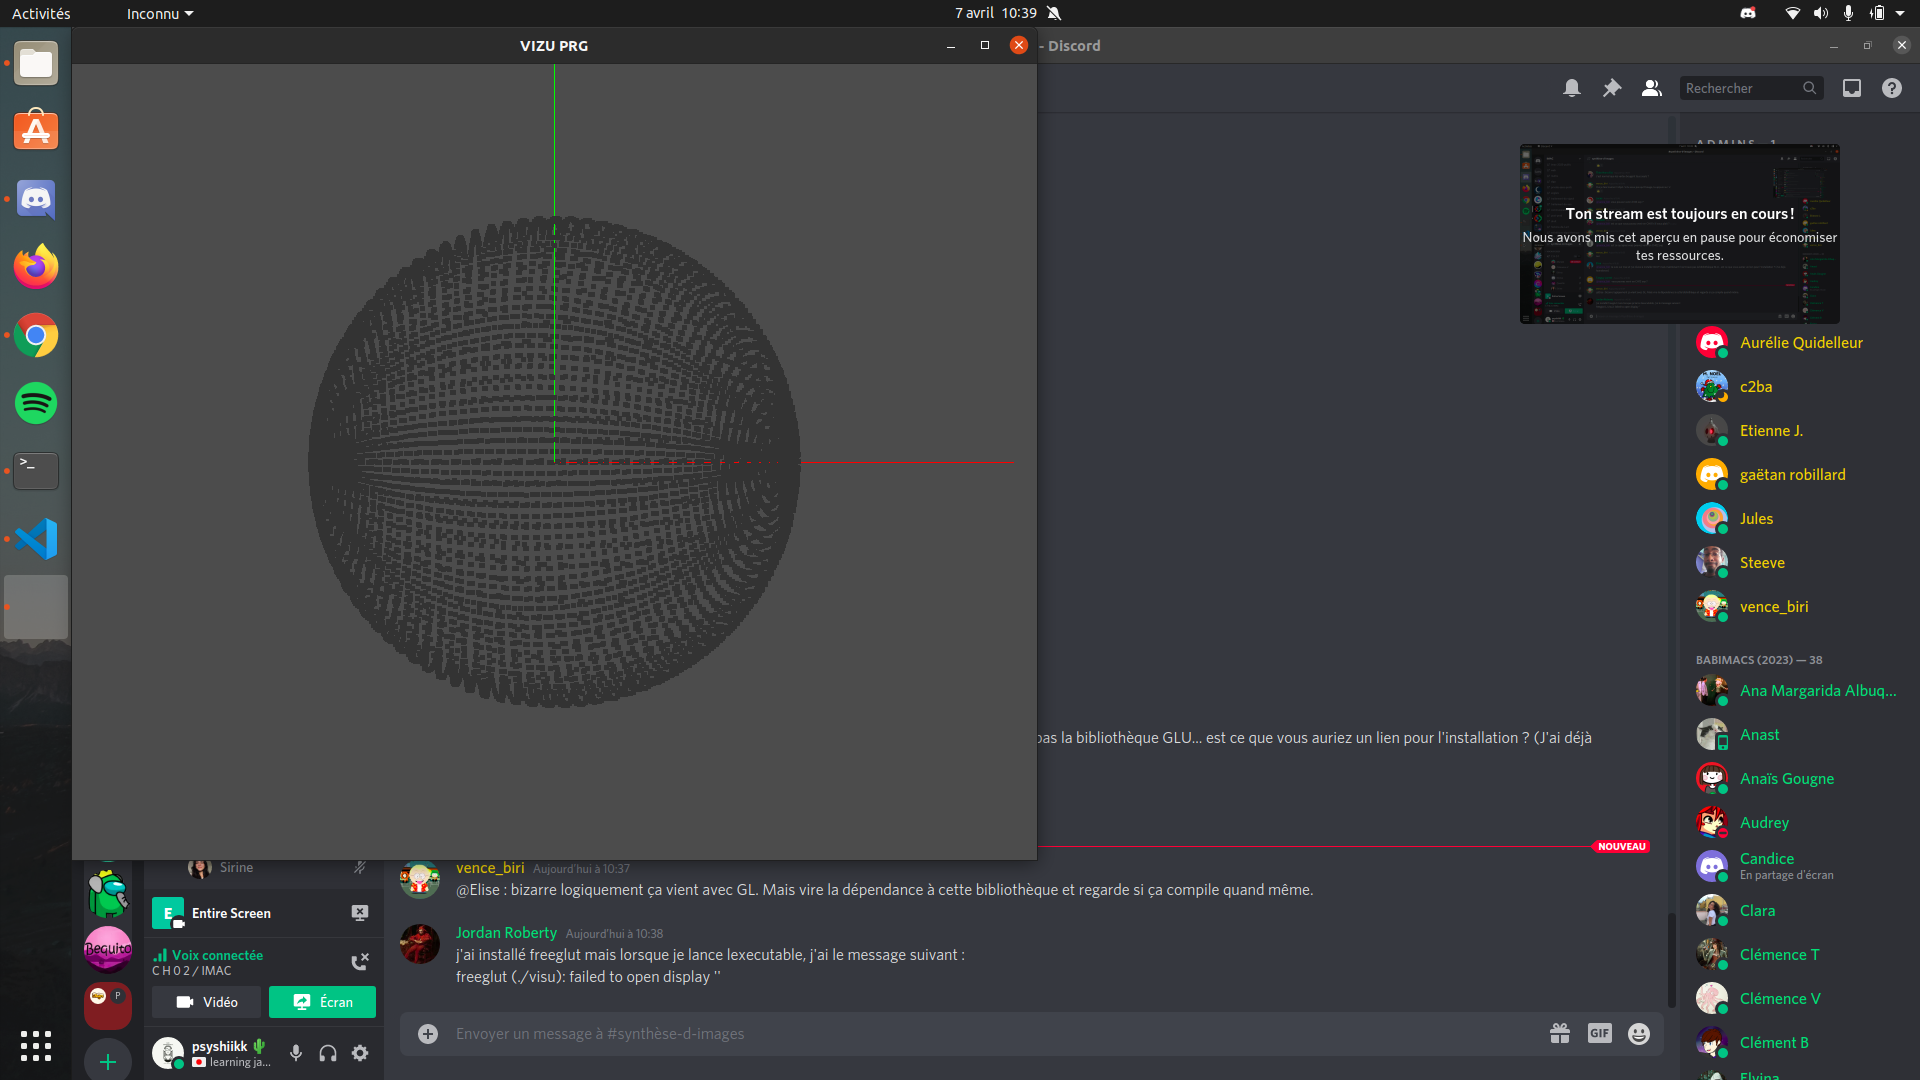 Activités
Inconnu
7 avril 10:39
VIZU PRG
- Discord
Rechercher
ADMINS - 1
Ton stream est toujours en cours !
Nous avons mis cet aperçu en pause pour économiser
tes ressources.
Aurélie Quidelleur
c2ba
Etienne J.
gaëtan robillard
Jules
Steeve
vence_biri
BABIMACS (2023) — 38
Ana Margarida Albuq...
Anast
Anaïs Gougne
Audrey
Candice
En partage d'écran
Clara
Clémence T
Clémence V
Clément B
Elvina
pas la bibliothèque GLU... est ce que vous auriez un lien pour l'installation ? (J'ai déjà
NOUVEAU
vence_biri Aujourd'hui à 10:37
@Elise : bizarre logiquement ça vient avec GL. Mais vire la dépendance à cette bibliothèque et regarde si ça compile quand même.
Jordan Roberty Aujourd'hui à 10:38
j'ai installé freeglut mais lorsque je lance lexecutable, j'ai le message suivant :
freeglut (./visu): failed to open display ''
Envoyer un message à #synthèse-d-images
GIF
Sirine
E
Entire Screen
Voix connectée
C H 0 2 / IMAC
Vidéo
Écran
psyshiikk
learning ja...
Beguito
P